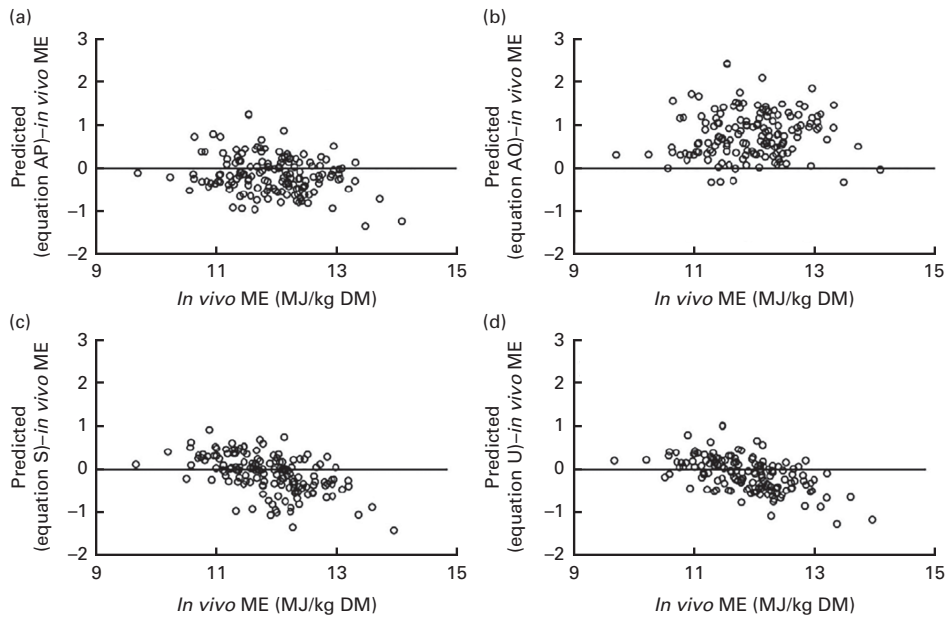 (a)
Predicted
(equation AP)–in vivo ME
3
2
1
0
–1
–2
9
11
13
15
In vivo ME (MJ/kg DM)
(b)
Predicted
(equation AQ)–in vivo ME
3
2
1
0
–1
–2
9
11
13
15
In vivo ME (MJ/kg DM)
(c)
Predicted
(equation S)–in vivo ME
3
2
1
0
–1
–2
9
11
13
15
In vivo ME (MJ/kg DM)
(d)
Predicted
(equation U)–in vivo ME
3
2
1
0
–1
–2
9
11
13
15
In vivo ME (MJ/kg DM)